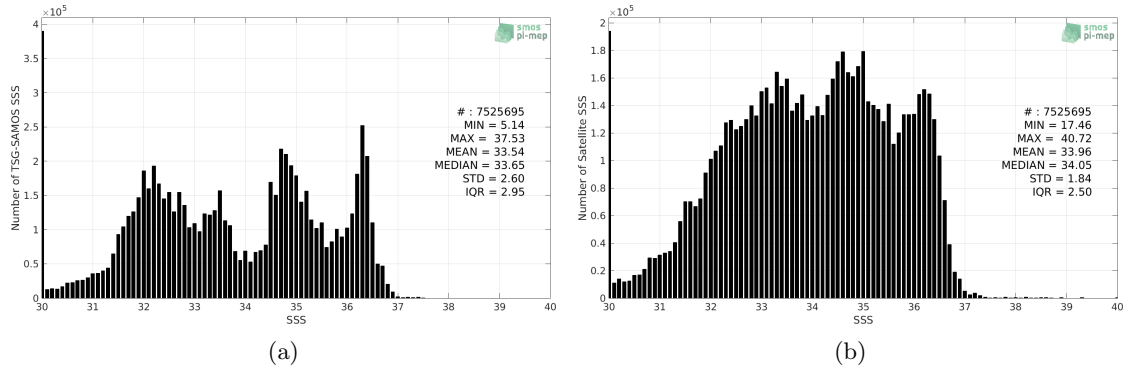 ×10^5
4
3.5
3
2.5
2
1.5
1
0.5
0
30 31 32 33 34 35 36 37 38 39 40
Number of TSG-SAMOS SSS
SSS
smos
pi-mep
# : 7525695
MIN = 5.14
MAX = 37.53
MEAN = 33.54
MEDIAN = 33.65
STD = 2.60
IQR = 2.95
(a)
×10^5
2
1.8
1.6
1.4
1.2
1
0.8
0.6
0.4
0.2
0
30 31 32 33 34 35 36 37 38 39 40
Number of Satellite SSS
SSS
smos
pi-mep
# : 7525695
MIN = 17.46
MAX = 40.72
MEAN = 33.96
MEDIAN = 34.05
STD = 1.84
IQR = 2.50
(b)